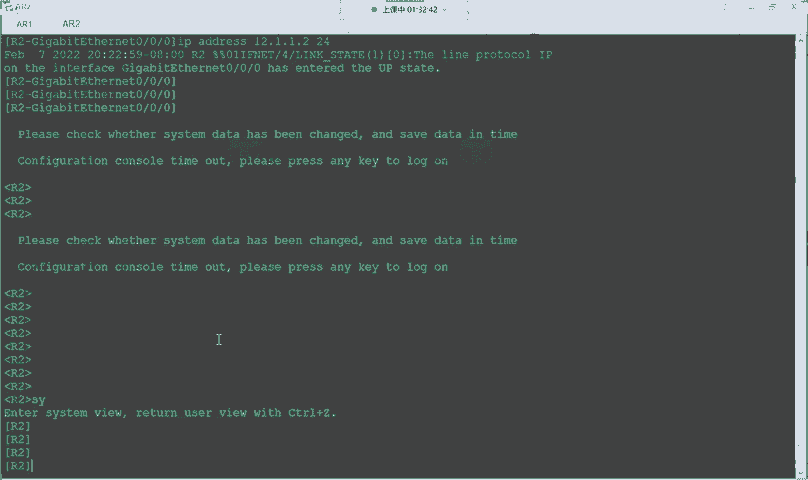 AR2
上课中 01:32:42
AR1 AR2
[R2-GigabitEthernet0/0/0]ip address 12.1.1.2 24
Feb 7 2022 20:22:59-08:00 R2 %%01IFNET/4/LINK_STATE(l)[0]:The line protocol IP
on the interface GigabitEthernet0/0/0 has entered the UP state.
[R2-GigabitEthernet0/0/0]
[R2-GigabitEthernet0/0/0]
[R2-GigabitEthernet0/0/0]
Please check whether system data has been changed, and save data in time
Configuration console time out, please press any key to log on
<R2>
<R2>
<R2>
Please check whether system data has been changed, and save data in time
Configuration console time out, please press any key to log on
<R2>
<R2>
<R2>
<R2>
<R2>
<R2>
<R2>
<R2>
<R2>sy
Enter system view, return user view with Ctrl+Z.
[R2]
[R2]
[R2]
[R2]